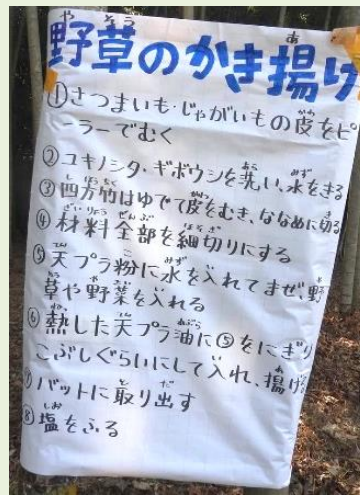 野草のかき揚げ
①さつまいも・じゃがいもの皮をピ
ーラーでむく
②ユキノシタ・ギボウシを洗い、水をきる
③四方竹はゆでて皮をむき、ななめに切る
④材料全部を細切りにする
⑤天プラ粉に水を入れてまぜ、野
草や野菜を入れる
⑥熱した天プラ油に⑤をにぎり
こぶしぐらいにして入れ、揚げる
⑦バットに取り出す
⑧塩をふる